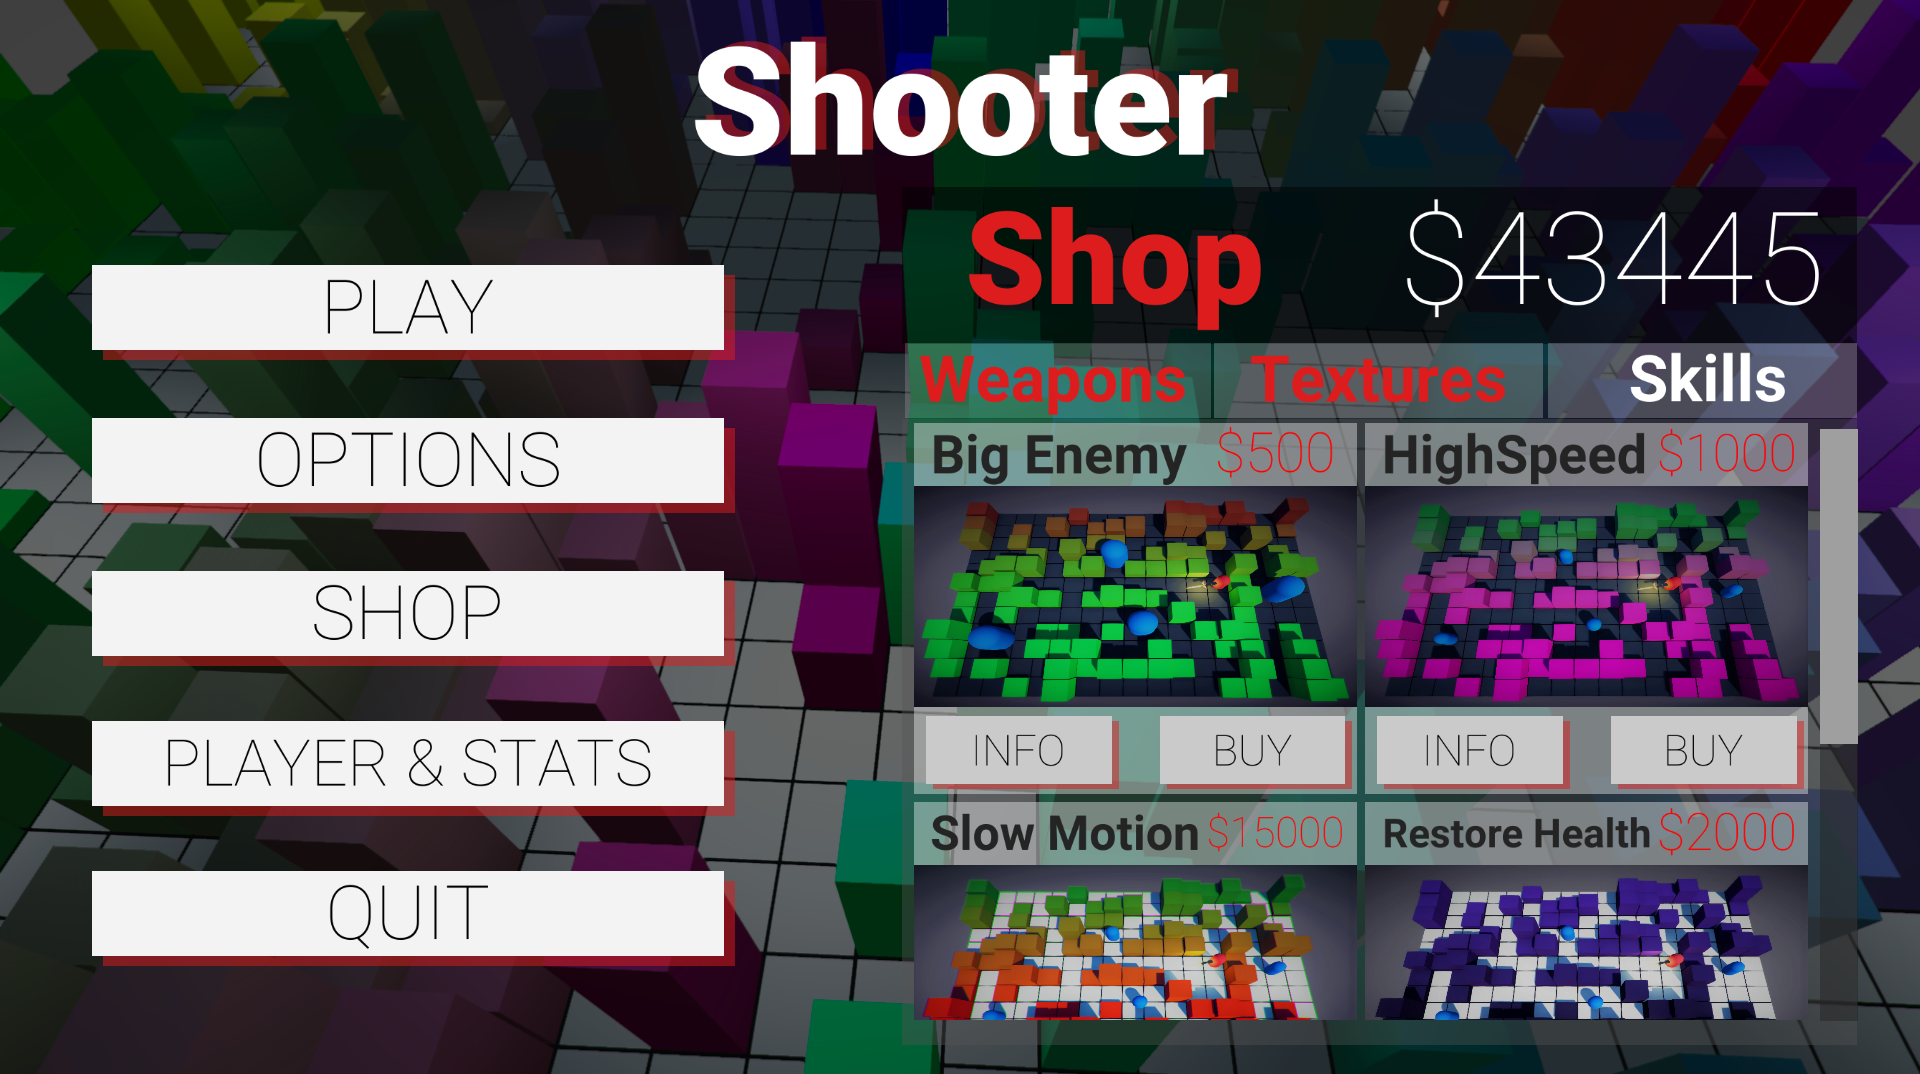 Shooter
PLAY
OPTIONS
SHOP
PLAYER & STATS
QUIT
Shop $43445
Weapons Textures Skills
Big Enemy $500
INFO BUY
HighSpeed $1000
INFO BUY
Slow Motion $15000
Restore Health $2000